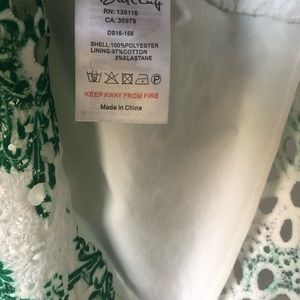 RN: 138116
CA: 36979
DS16-155
SHELL:100%POLYESTER
LINING:97%COTTON
3%ELASTANE
KEEP AWAY FROM FIRE
Made in China